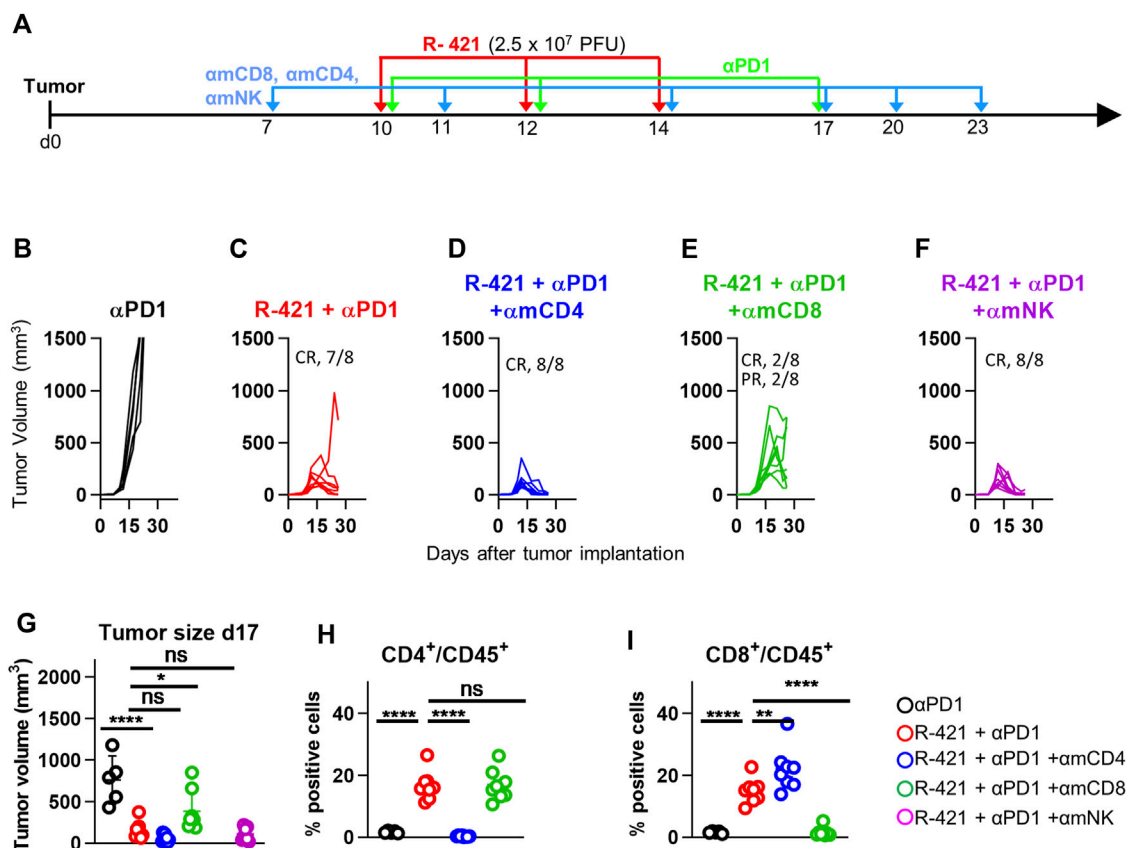 A
R- 421 (2.5 x 10⁷ PFU)
αmCD8, αmCD4,
αmNK
αPD1
Tumor
d0
7
10
11
12
14
17
20
23
B
C
D
E
F
αPD1
R-421 + αPD1
R-421 + αPD1
+αmCD4
R-421 + αPD1
+αmCD8
R-421 + αPD1
+αmNK
Tumor Volume (mm³)
1500
1000
500
0
0 15 30
1500
1000
500
0
0 15 30
CR, 7/8
1500
1000
500
0
0 15 30
CR, 8/8
1500
1000
500
0
0 15 30
CR, 2/8
PR, 2/8
1500
1000
500
0
0 15 30
CR, 8/8
Days after tumor implantation
G
Tumor size d17
Tumor volume (mm³)
2000
1500
1000
500
0
ns
*
ns
****
H
CD4⁺/CD45⁺
% positive cells
40
20
0
ns
**** ****
I
CD8⁺/CD45⁺
% positive cells
40
20
0
****
**** **
αPD1
R-421 + αPD1
R-421 + αPD1 +αmCD4
R-421 + αPD1 +αmCD8
R-421 + αPD1 +αmNK